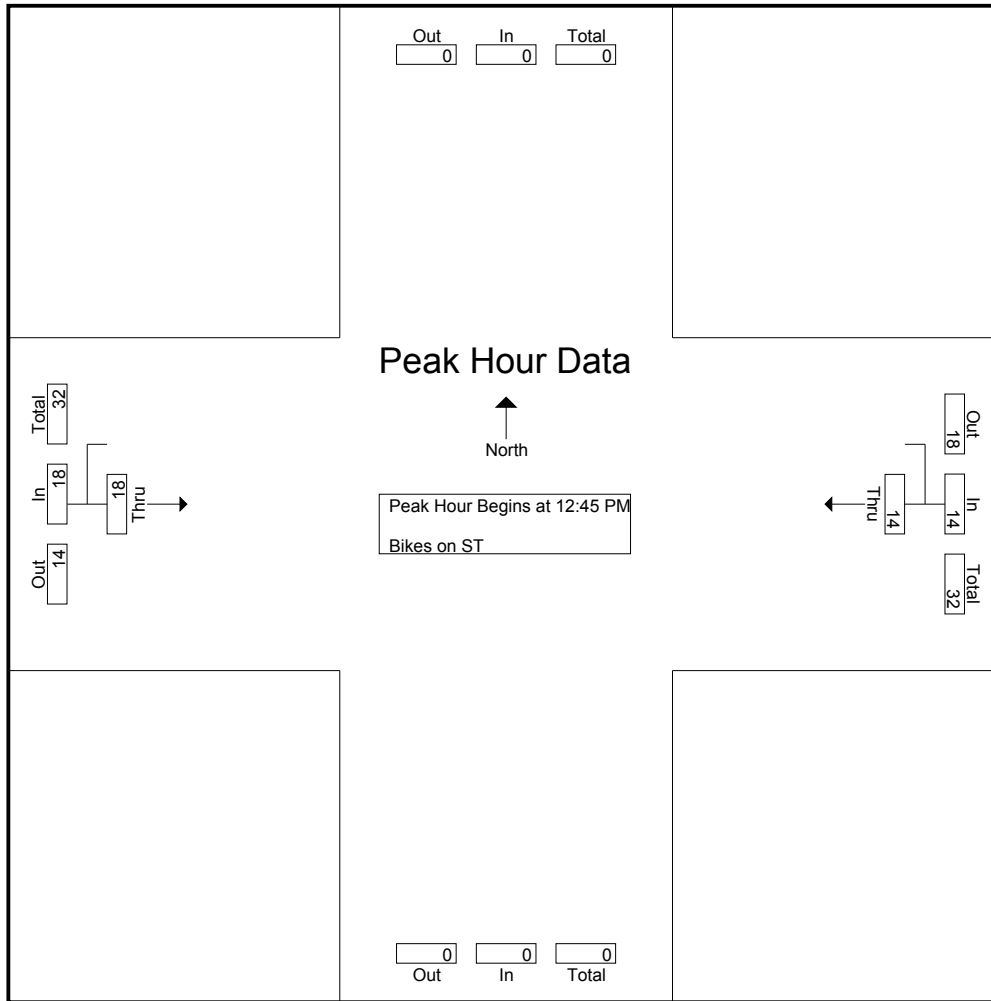 Out In Total
0 0 0
Peak Hour Data
North
Peak Hour Begins at 12:45 PM
Bikes on ST
Total 32
In 18
Out 14
18
Thru
Out 18
In 14
Total 32
14
Thru
0 0 0
Out In Total